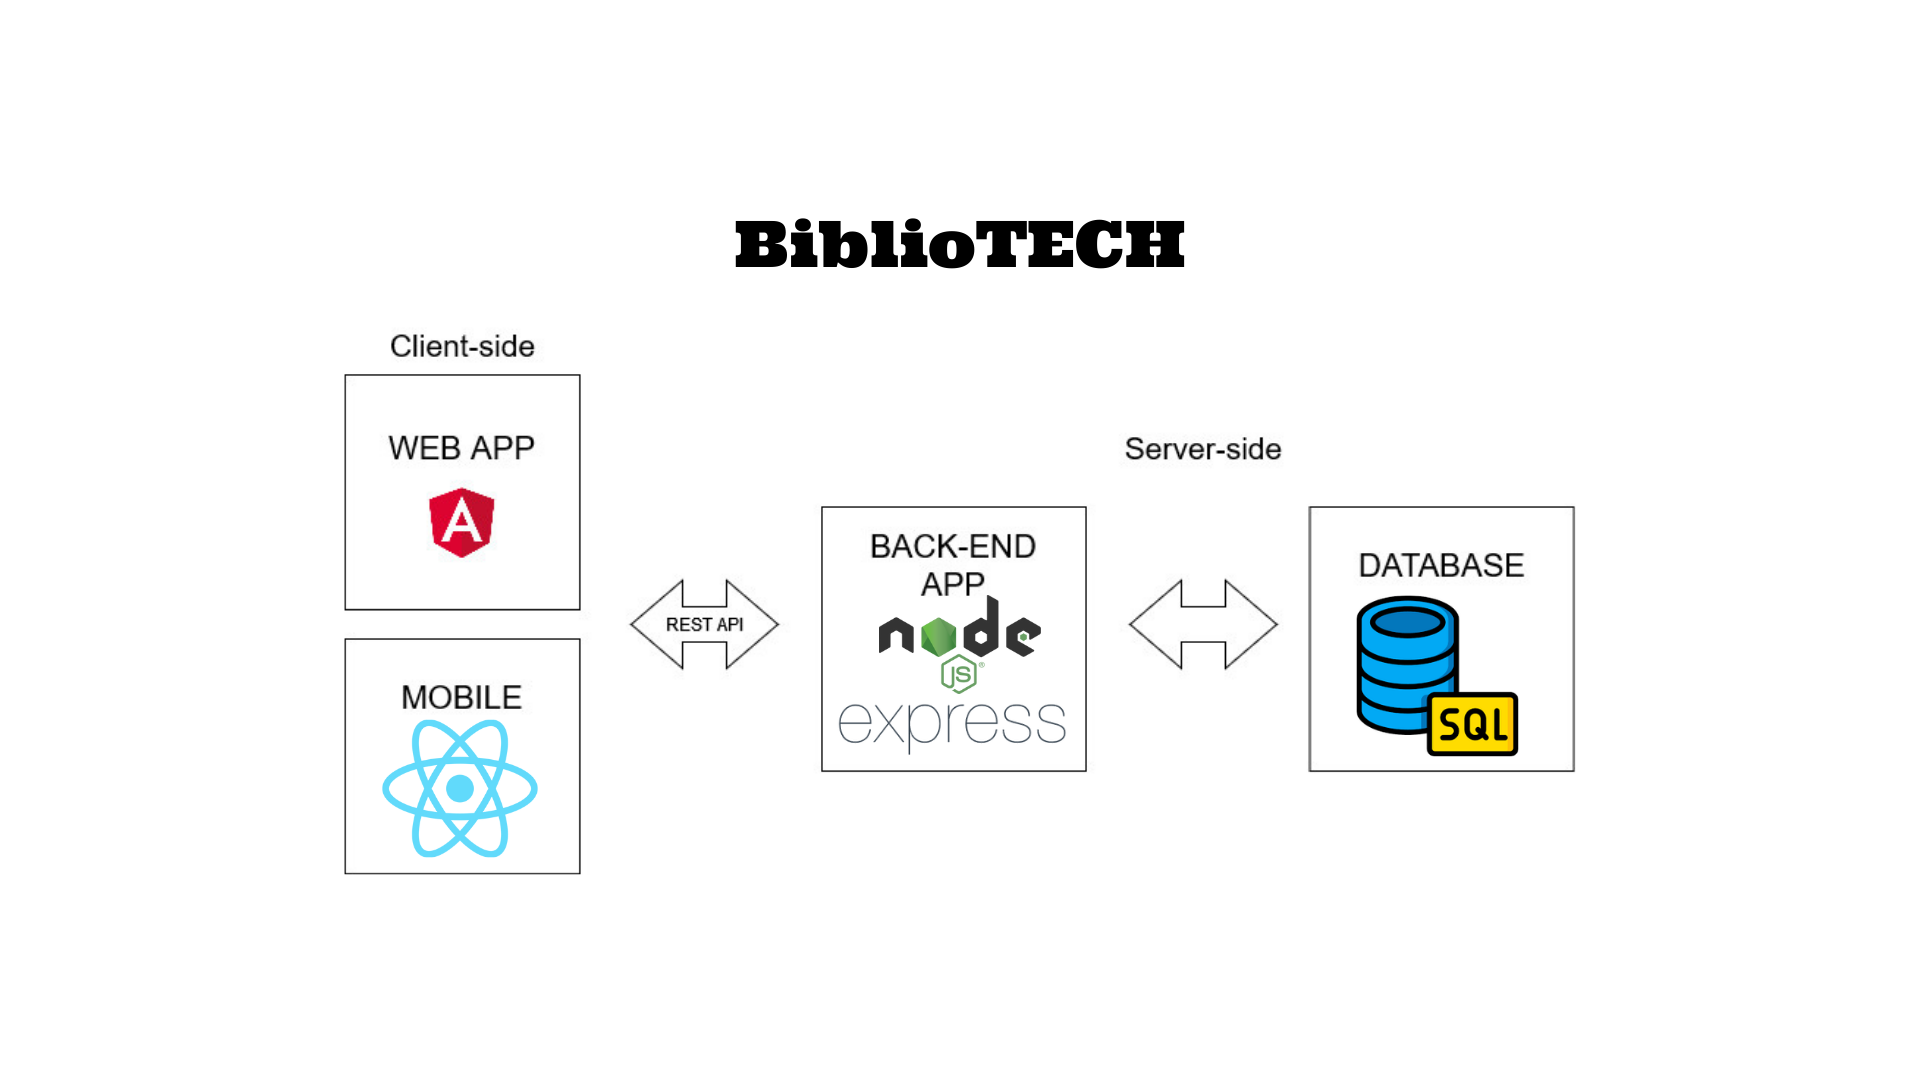 BiblioTECH
Client-side
WEB APP
A
MOBILE
REST API
Server-side
BACK-END
APP
node
JS®
express
DATABASE
SQL